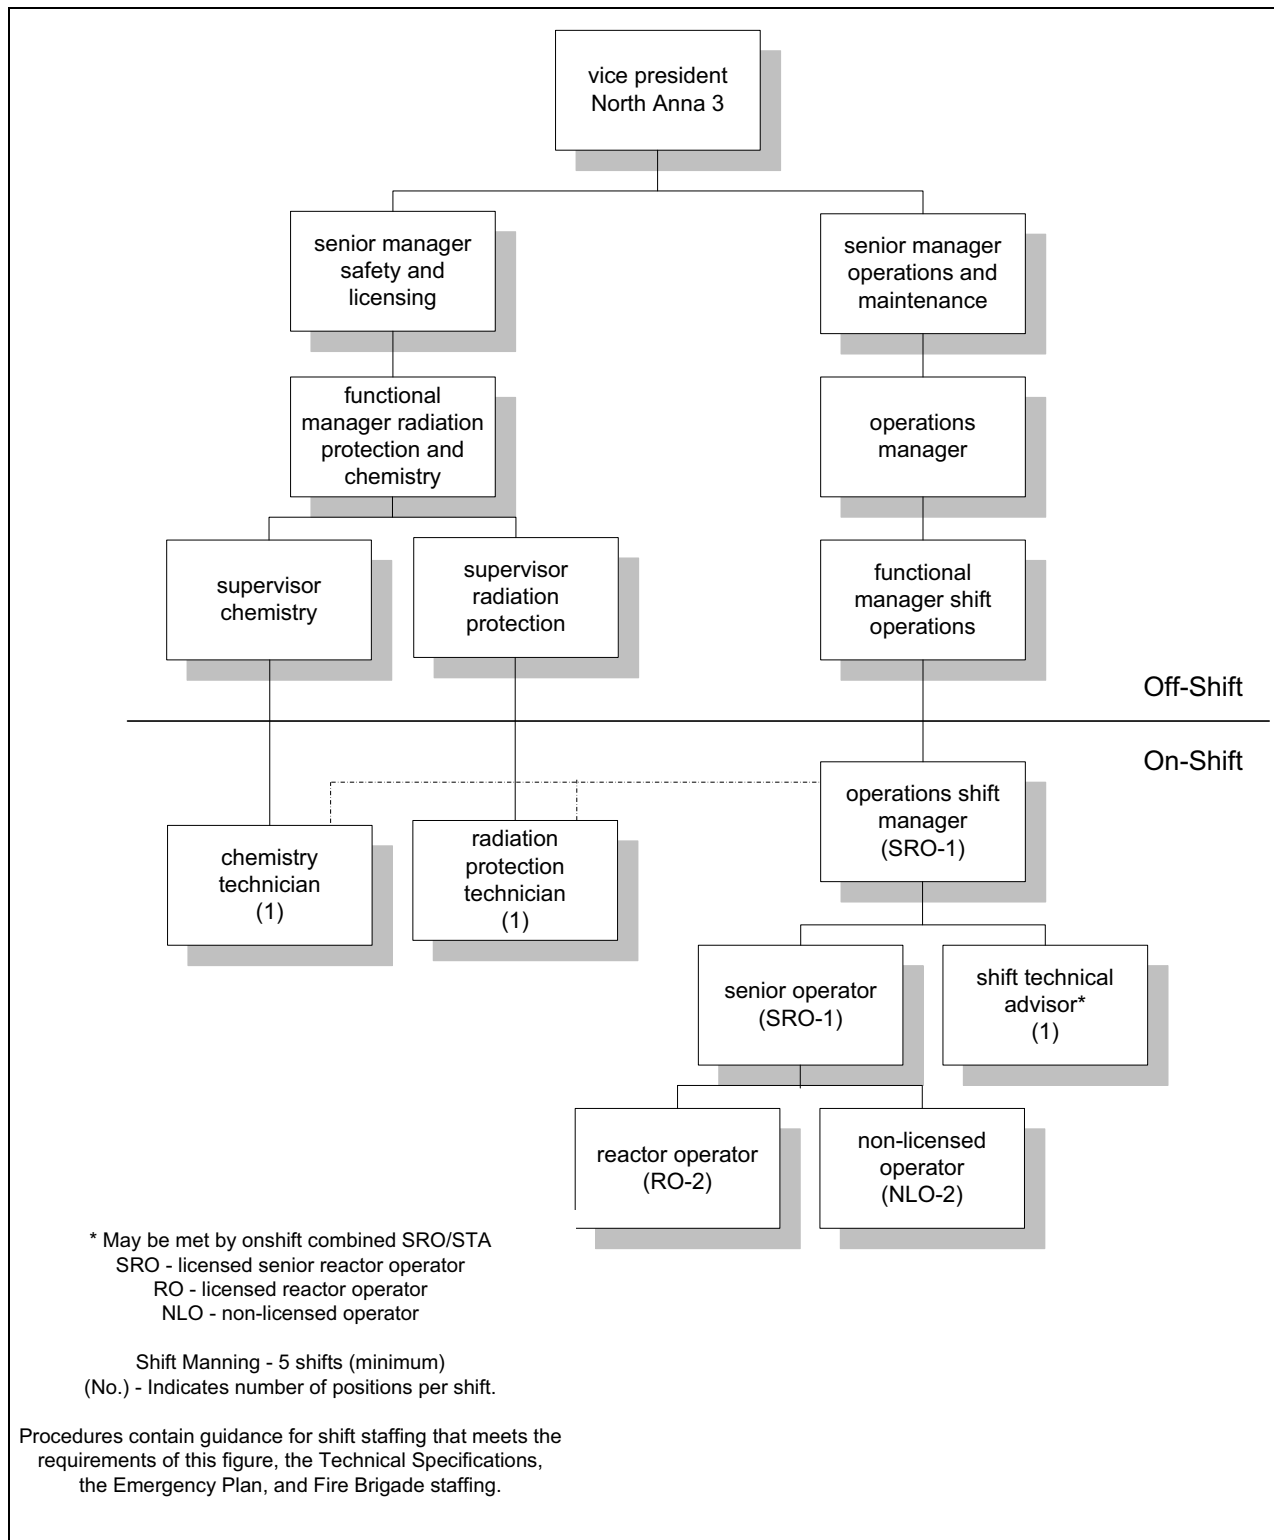 vice president
North Anna 3
senior manager
safety and
licensing
senior manager
operations and
maintenance
functional
manager radiation
protection and
chemistry
operations
manager
supervisor
chemistry
supervisor
radiation
protection
functional
manager shift
operations
Off-Shift
On-Shift
operations shift
manager
(SRO-1)
chemistry
technician
(1)
radiation
protection
technician
(1)
senior operator
(SRO-1)
shift technical
advisor*
(1)
reactor operator
(RO-2)
non-licensed
operator
(NLO-2)
* May be met by onshift combined SRO/STA
SRO - licensed senior reactor operator
RO - licensed reactor operator
NLO - non-licensed operator
Shift Manning - 5 shifts (minimum)
(No.) - Indicates number of positions per shift.
Procedures contain guidance for shift staffing that meets the
requirements of this figure, the Technical Specifications,
the Emergency Plan, and Fire Brigade staffing.